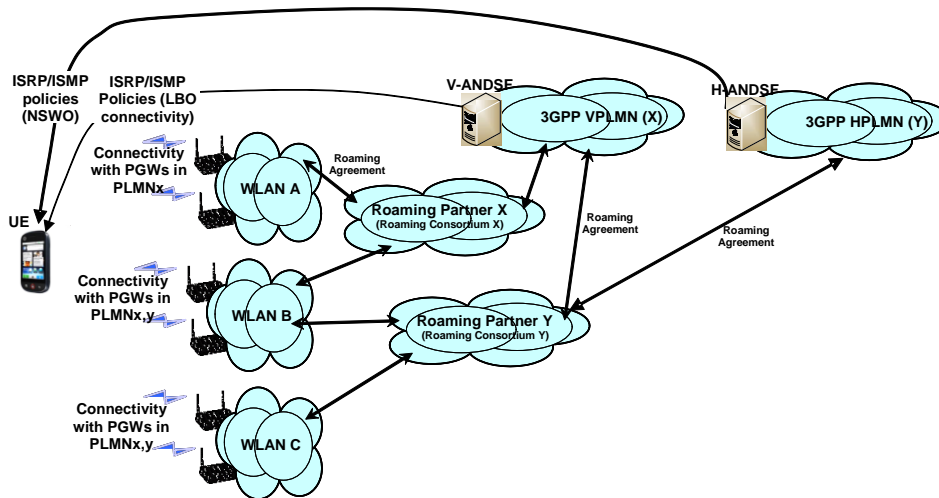 ISRP/ISMP
policies
(NSWO)
ISRP/ISMP
Policies (LBO
connectivity)
V-ANDSF
H-ANDSF
3GPP VPLMN (X)
3GPP HPLMN (Y)
Connectivity
with PGWs in
PLMNx
WLAN A
Roaming
Agreement
UE
Roaming Partner X
(Roaming Consortium X)
Roaming
Agreement
Roaming
Agreement
Connectivity
with PGWs in
PLMNx,y
WLAN B
Roaming Partner Y
(Roaming Consortium Y)
Connectivity
with PGWs in
PLMNx,y
WLAN C